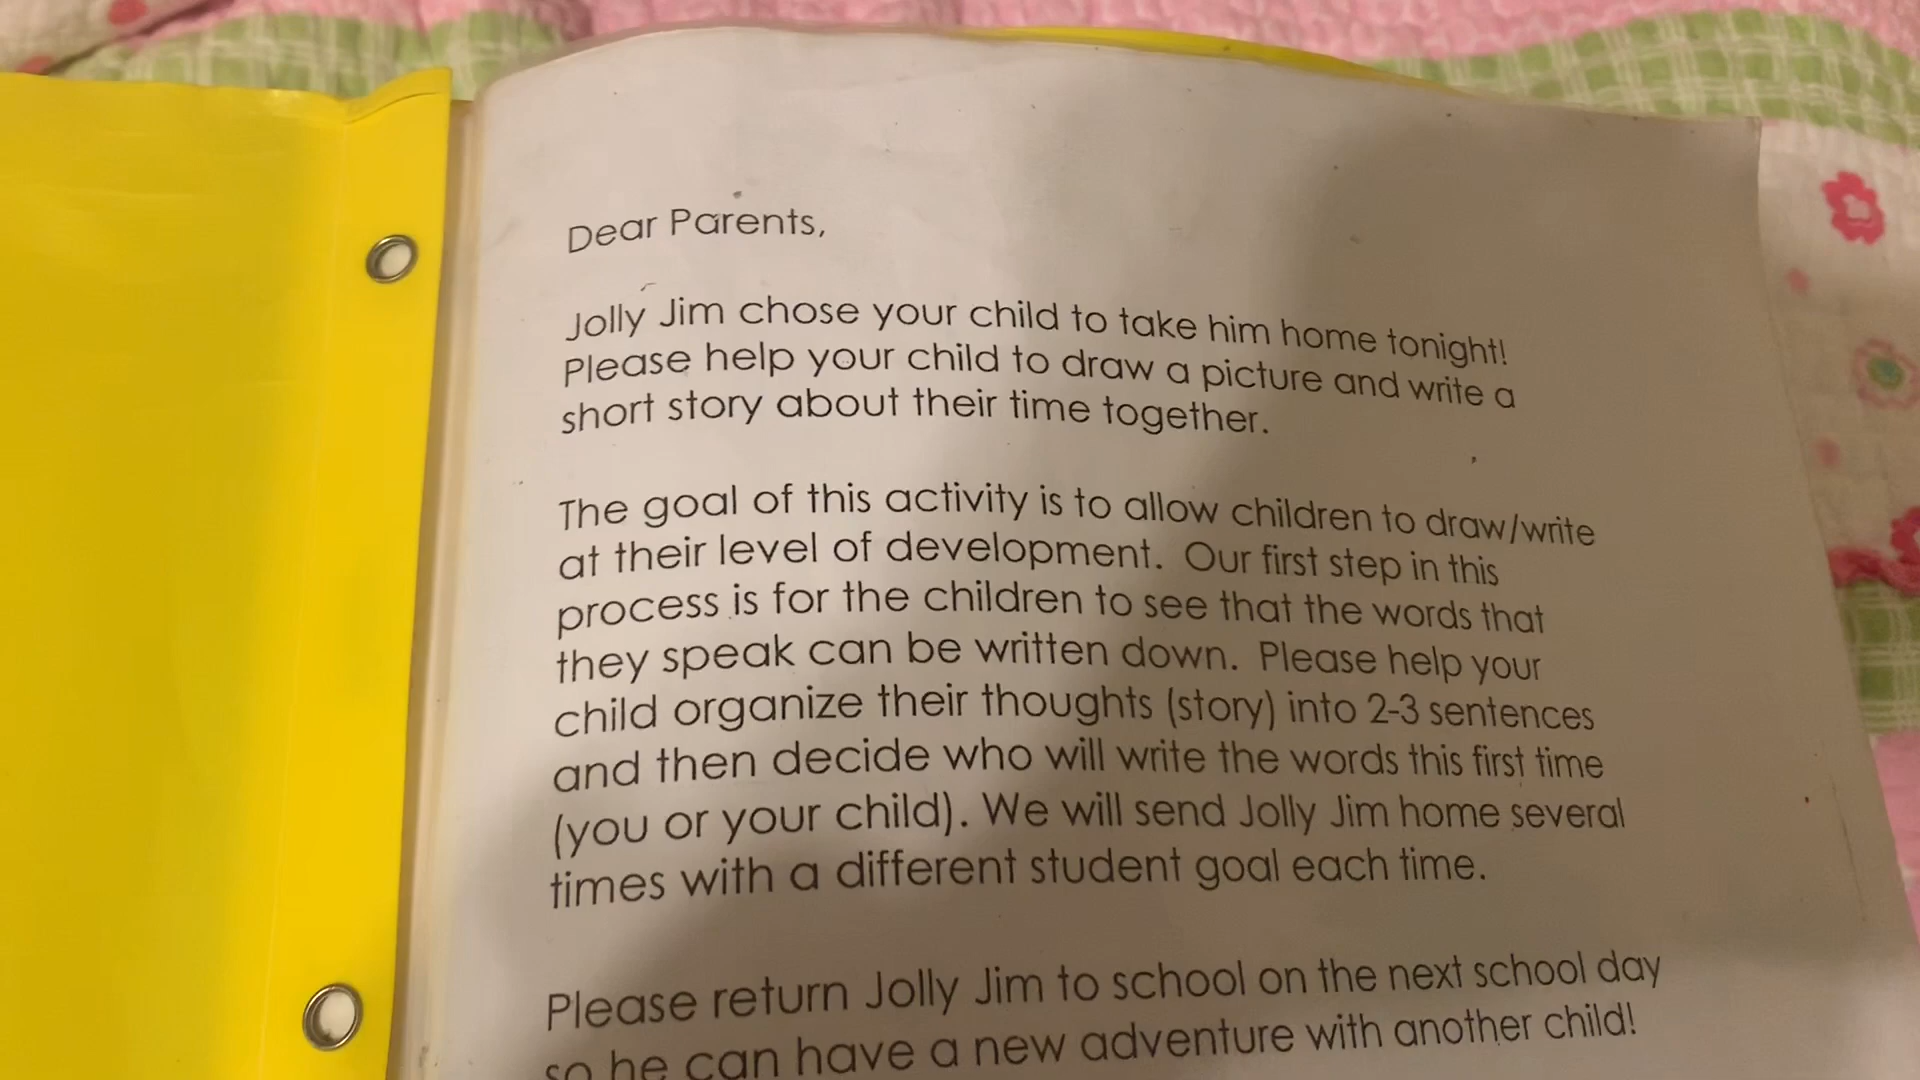 Dear Parents,
Jolly Jim chose your child to take him home tonight!
Please help your child to draw a picture and write a
short story about their time together.
The goal of this activity is to allow children to draw/write
at their level of development. Our first step in this
process is for the children to see that the words that
they speak can be written down. Please help your
child organize their thoughts (story) into 2-3 sentences
and then decide who will write the words this first time
(you or your child). We will send Jolly Jim home several
times with a different student goal each time.
Please return Jolly Jim to school on the next school day
so he can have a new adventure with another child!